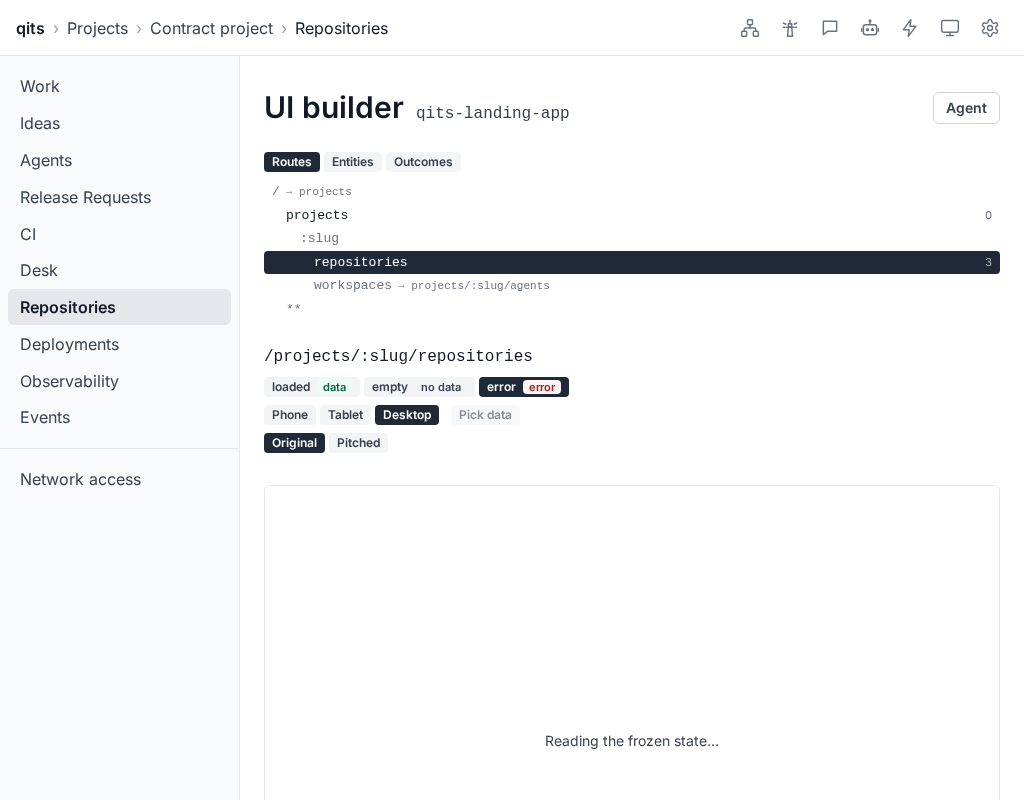 qits › Projects › Contract project › Repositories
Work
Ideas
Agents
Release Requests
CI
Desk
Repositories
Deployments
Observability
Events
Network access
UI builder qits-landing-app
Agent
Routes Entities Outcomes
/ → projects
projects 0
:slug
repositories 3
workspaces → projects/:slug/agents
**
/projects/:slug/repositories
loaded data empty no data error error
Phone Tablet Desktop Pick data
Original Pitched
Reading the frozen state…